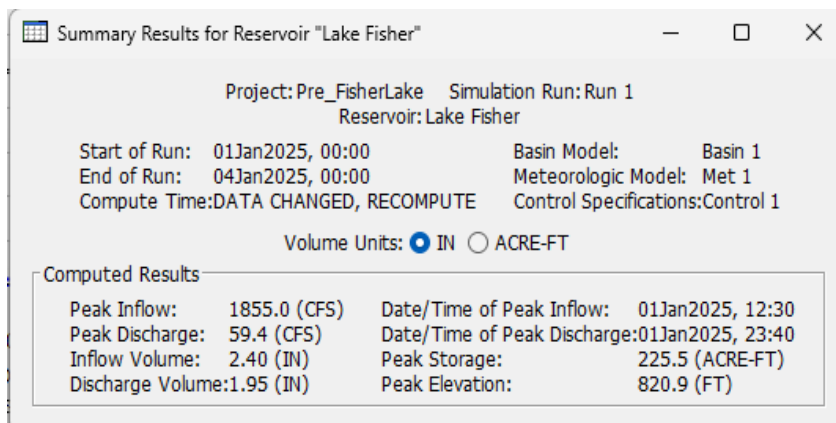 Summary Results for Reservoir "Lake Fisher"
Project: Pre_FisherLake Simulation Run: Run 1
Reservoir: Lake Fisher
Start of Run: 01Jan2025, 00:00 Basin Model: Basin 1
End of Run: 04Jan2025, 00:00 Meteorologic Model: Met 1
Compute Time:DATA CHANGED, RECOMPUTE Control Specifications:Control 1
Volume Units: IN ACRE-FT
Computed Results
Peak Inflow: 1855.0 (CFS) Date/Time of Peak Inflow: 01Jan2025, 12:30
Peak Discharge: 59.4 (CFS) Date/Time of Peak Discharge:01Jan2025, 23:40
Inflow Volume: 2.40 (IN) Peak Storage: 225.5 (ACRE-FT)
Discharge Volume:1.95 (IN) Peak Elevation: 820.9 (FT)